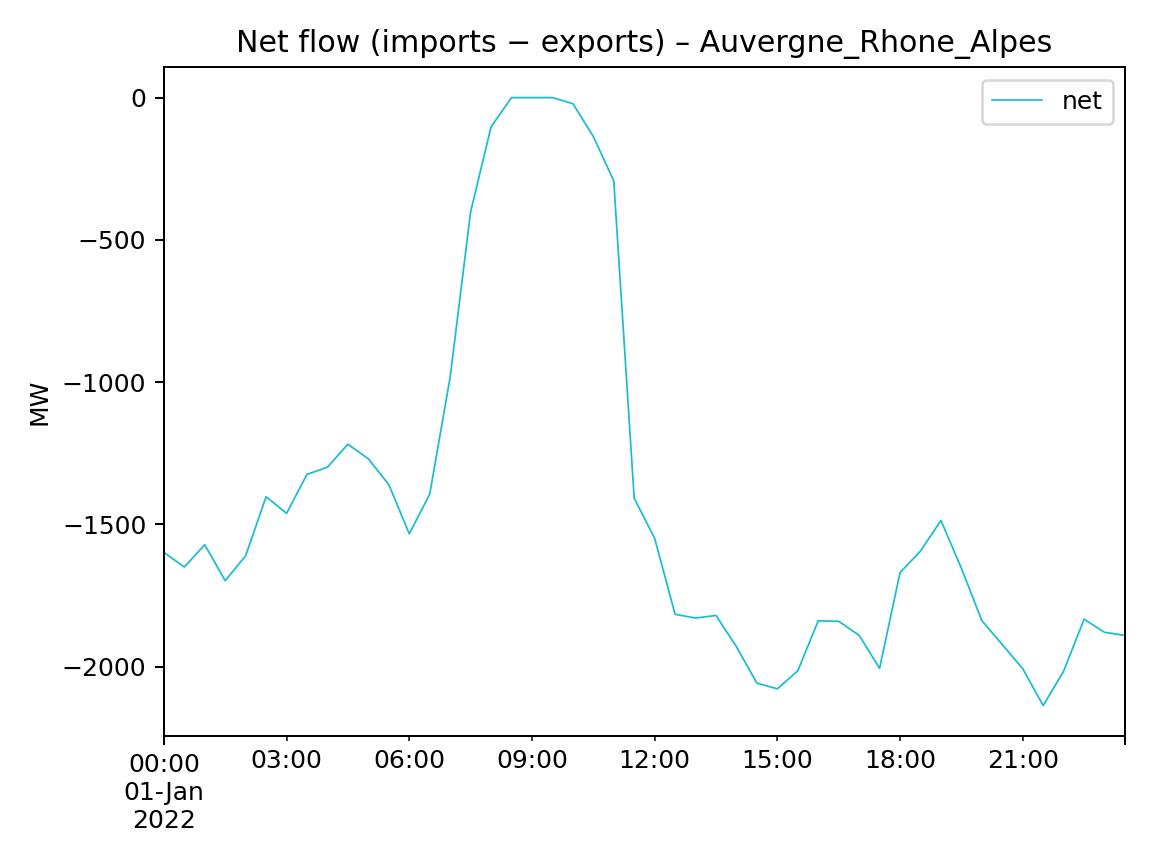 Net flow (imports − exports) – Auvergne_Rhone_Alpes
net
0
−500
−1000
−1500
−2000
MW
00:00 03:00 06:00 09:00 12:00 15:00 18:00 21:00
01-Jan
2022